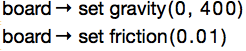 board → set gravity(0, 400)
board → set friction(0.01)